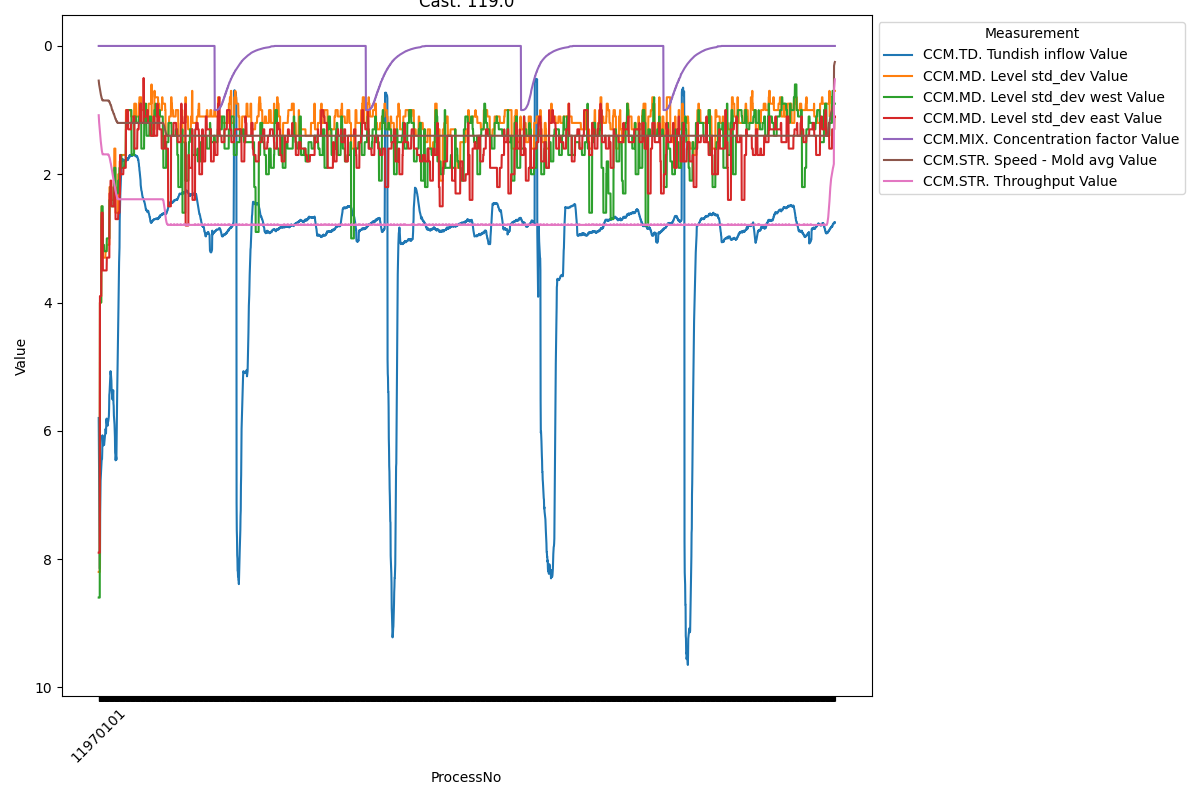 Cast: 119.0
Measurement
CCM.TD. Tundish inflow Value
CCM.MD. Level std_dev Value
CCM.MD. Level std_dev west Value
CCM.MD. Level std_dev east Value
CCM.MIX. Concentration factor Value
CCM.STR. Speed - Mold avg Value
CCM.STR. Throughput Value
0
2
4
6
8
10
Value
11970101
ProcessNo